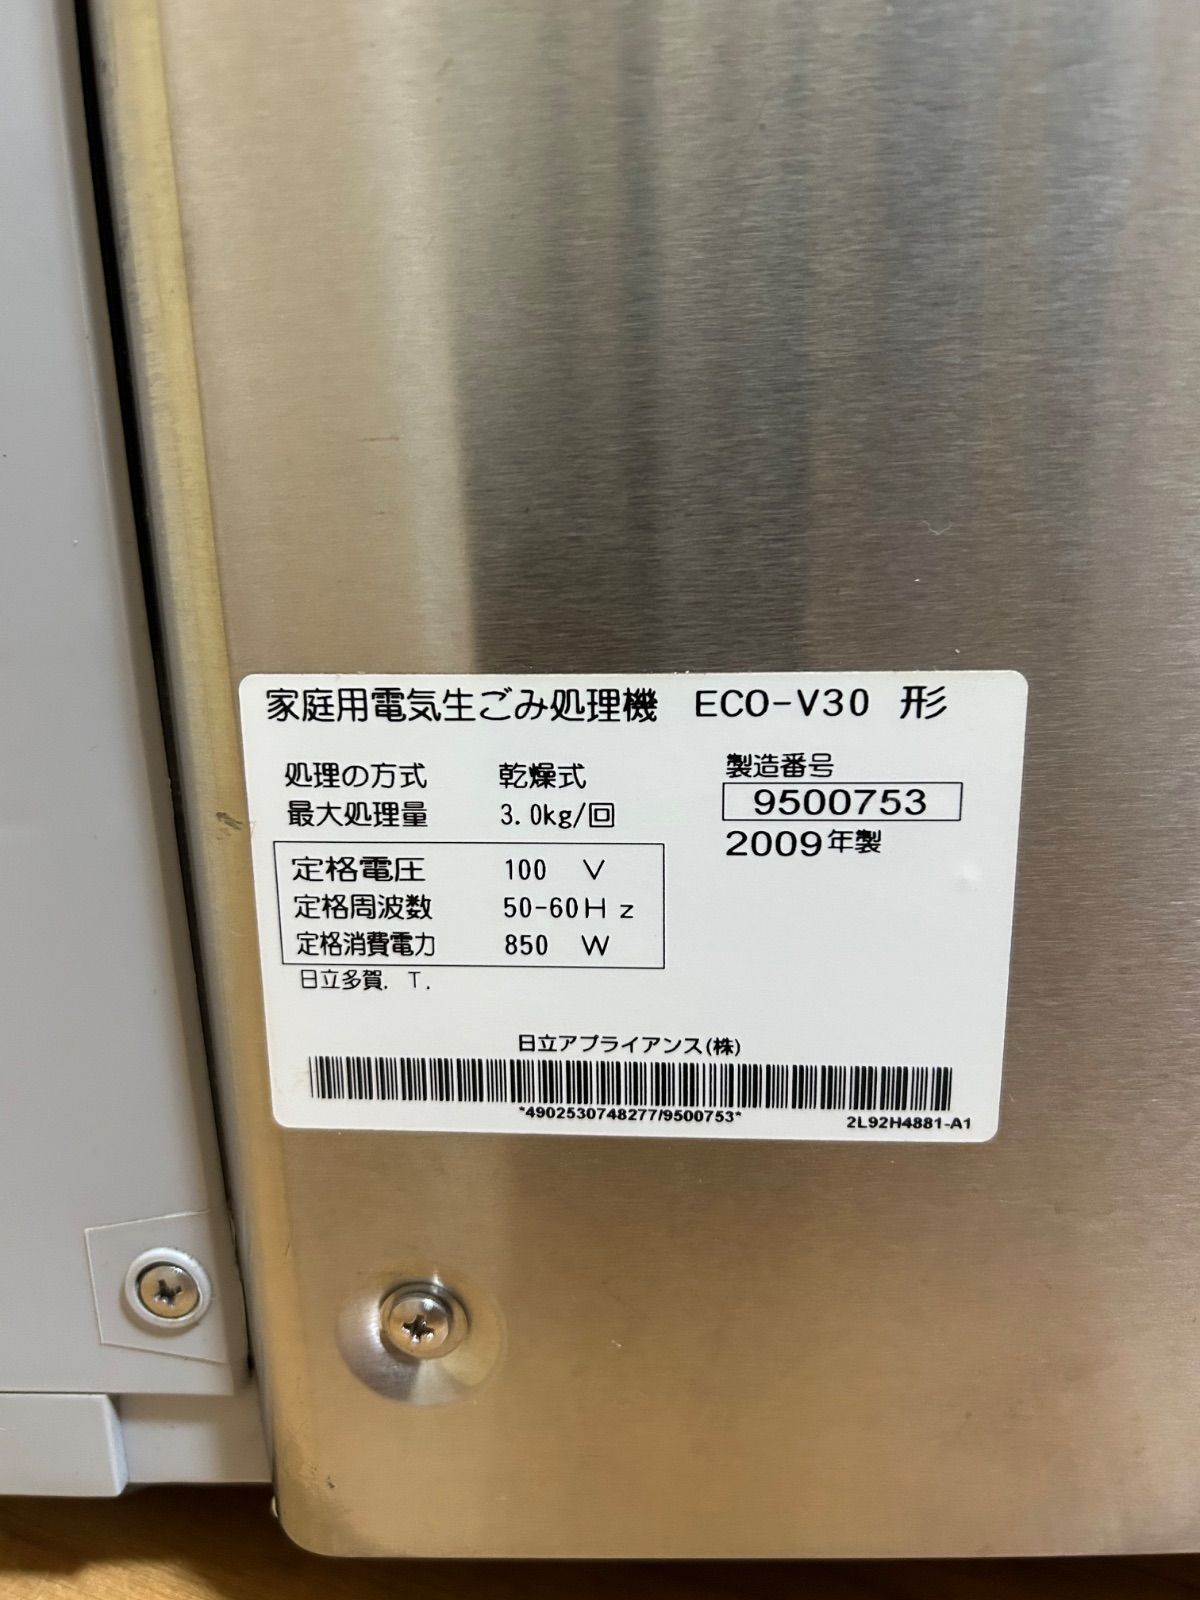 家庭用電気生ごみ処理機 ECO-V30 形
処理の方式 乾燥式
最大処理量 3.0kg/回
製造番号
9500753
2009年製
定格電圧 100 V
定格周波数 50-60Hz
定格消費電力 850 W
日立多賀. T.
日立アプライアンス(株)
*4902530748277/9500753*
2L92H4881-A1